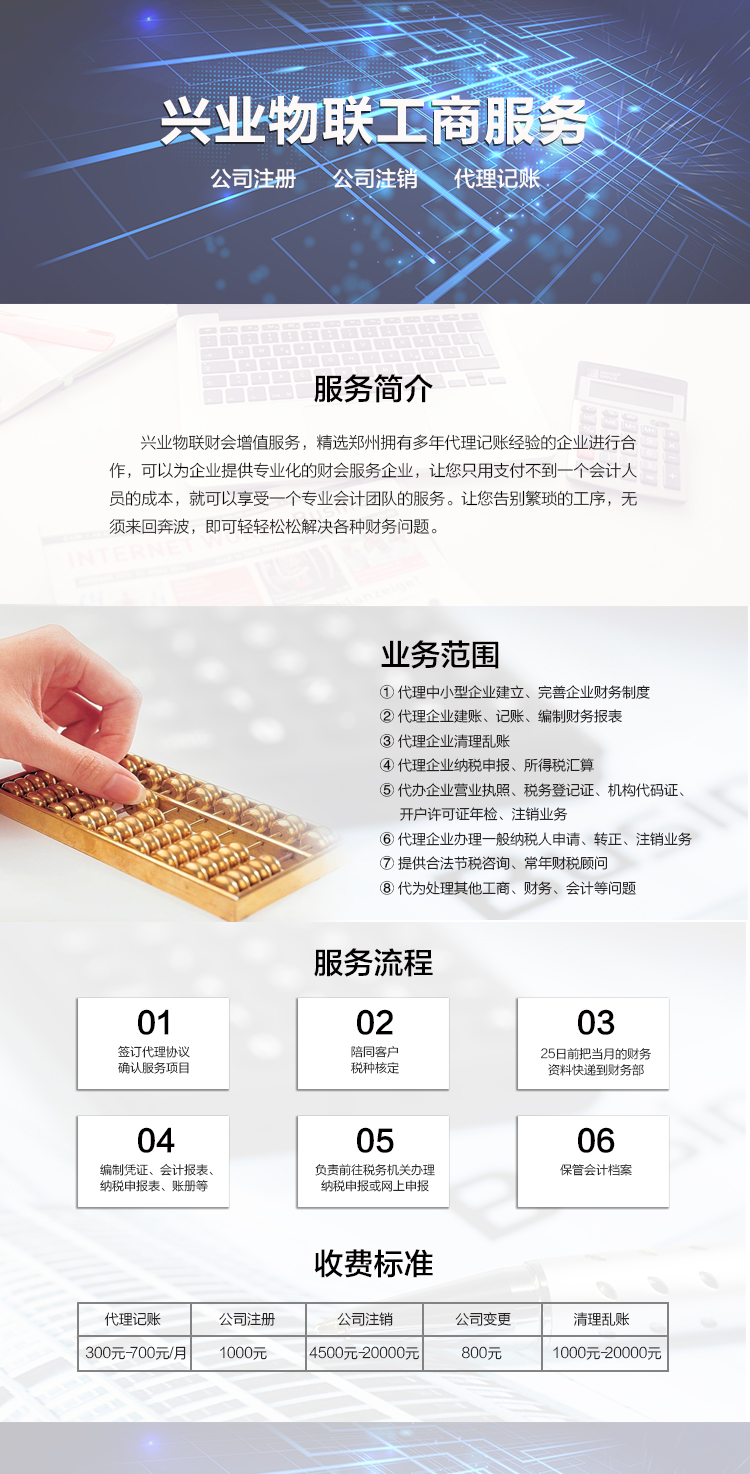 兴业物联工商服务
公司注册 公司注销 代理记账
服务简介
兴业物联财会增值服务，精选郑州拥有多年代理记账经验的企业进行合
作，可以为企业提供专业化的财会服务企业，让您只用支付不到一个会计人
员的成本，就可以享受一个专业会计团队的服务。让您告别繁琐的工序，无
须来回奔波，即可轻轻松松解决各种财务问题。
INTERNET
业务范围
① 代理中小型企业建立、完善企业财务制度
② 代理企业建账、记账、编制财务报表
③ 代理企业清理乱账
④ 代理企业纳税申报、所得税汇算
⑤ 代办企业营业执照、税务登记证、机构代码证、
开户许可证年检、注销业务
⑥ 代理企业办理一般纳税人申请、转正、注销业务
⑦ 提供合法节税咨询、常年财税顾问
⑧ 代为处理其他工商、财务、会计等问题
服务流程
01
签订代理协议
确认服务项目
02
陪同客户
税种核定
03
25日前把当月的财务
资料快递到财务部
04
编制凭证、会计报表、
纳税申报表、账册等
05
负责前往税务机关办理
纳税申报或网上申报
06
保管会计档案
收费标准
代理记账 公司注册 公司注销 公司变更 清理乱账
300元-700元/月 1000元 4500元-20000元 800元 1000元-20000元